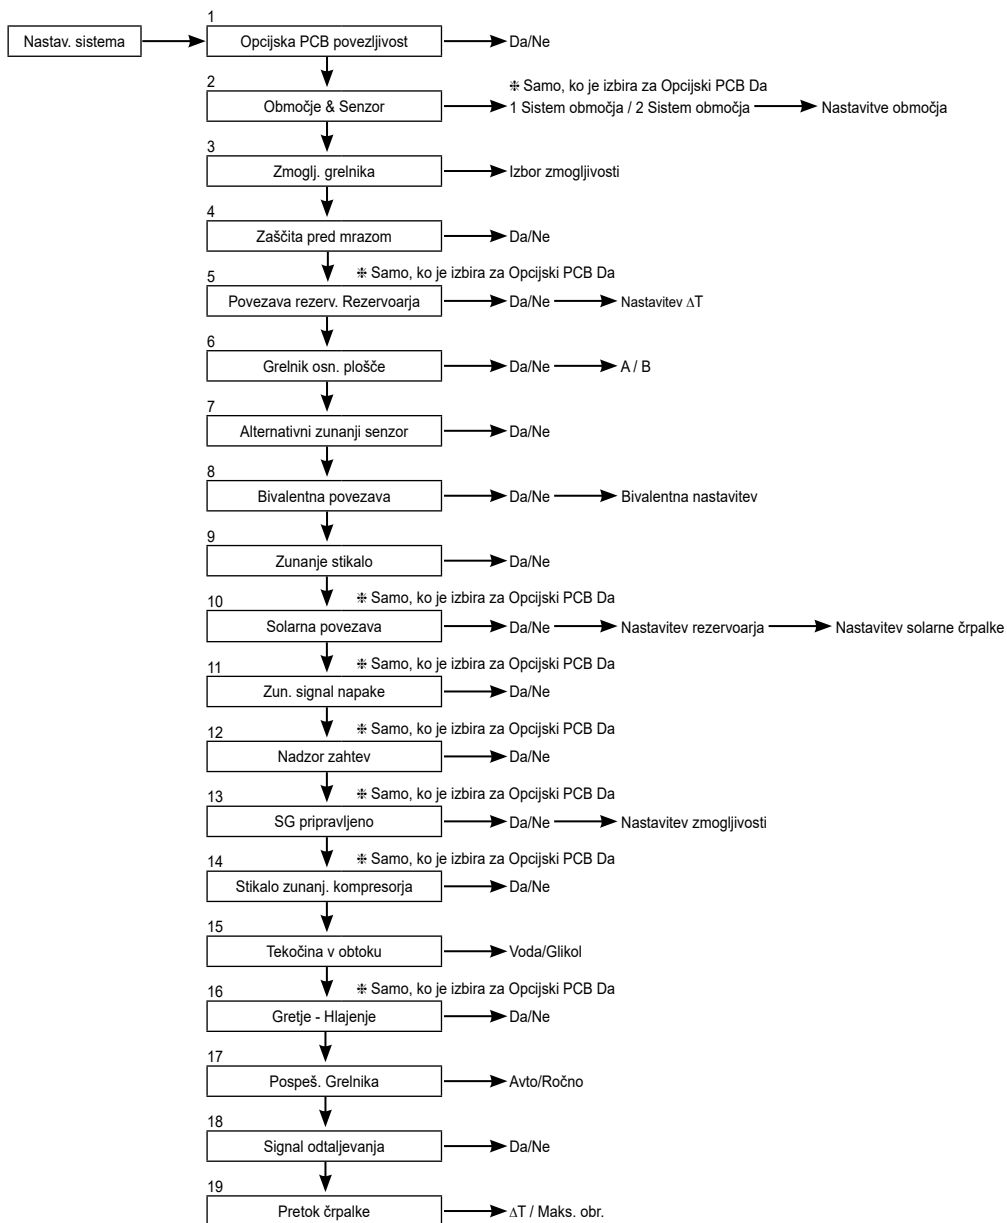 1
Nastav. sistema
Opcijska PCB povezljivost
Da/Ne
2
⁜ Samo, ko je izbira za Opcijski PCB Da
Območje & Senzor
1 Sistem območja / 2 Sistem območja
Nastavitve območja
3
Zmoglj. grelnika
Izbor zmogljivosti
4
Zaščita pred mrazom
Da/Ne
⁜ Samo, ko je izbira za Opcijski PCB Da
5
Povezava rezerv. Rezervoarja
Da/Ne
Nastavitev ∆T
6
Grelnik osn. plošče
Da/Ne
A / B
7
Alternativni zunanji senzor
Da/Ne
8
Bivalentna povezava
Da/Ne
Bivalentna nastavitev
9
Zunanje stikalo
Da/Ne
⁜ Samo, ko je izbira za Opcijski PCB Da
10
Solarna povezava
Da/Ne
Nastavitev rezervoarja
Nastavitev solarne črpalke
⁜ Samo, ko je izbira za Opcijski PCB Da
11
Zun. signal napake
Da/Ne
⁜ Samo, ko je izbira za Opcijski PCB Da
12
Nadzor zahtev
Da/Ne
⁜ Samo, ko je izbira za Opcijski PCB Da
13
SG pripravljeno
Da/Ne
Nastavitev zmogljivosti
⁜ Samo, ko je izbira za Opcijski PCB Da
14
Stikalo zunanj. kompresorja
Da/Ne
15
Tekočina v obtoku
Voda/Glikol
⁜ Samo, ko je izbira za Opcijski PCB Da
16
Gretje - Hlajenje
Da/Ne
17
Pospeš. Grelnika
Avto/Ročno
18
Signal odtaljevanja
Da/Ne
19
Pretok črpalke
∆T / Maks. obr.